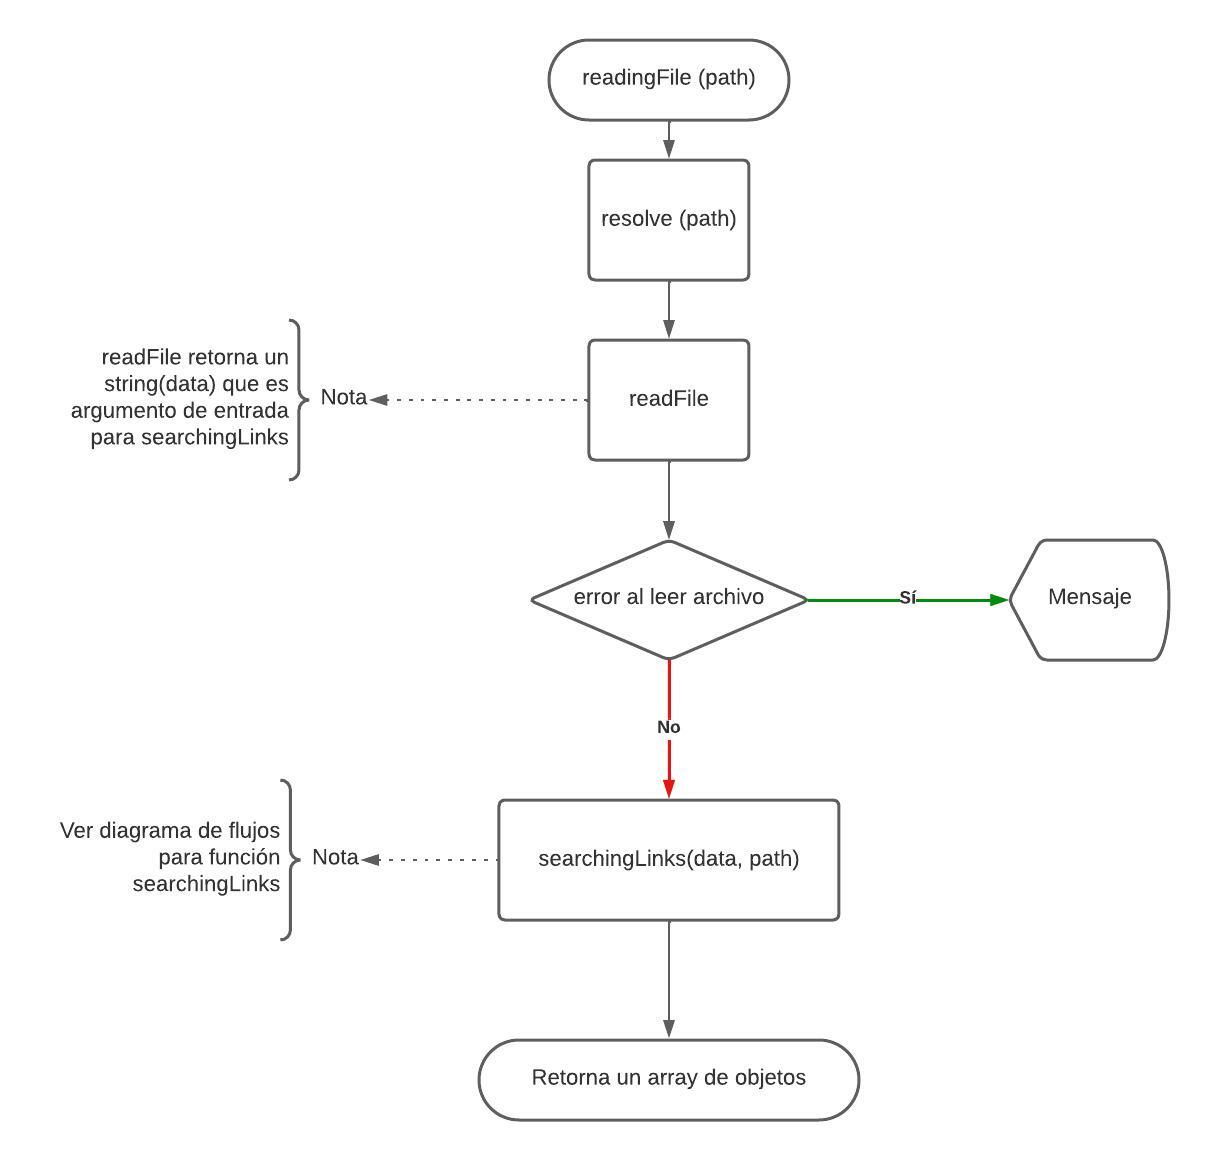 readingFile (path)
resolve (path)
readFile retorna un
string(data) que es
argumento de entrada
para searchingLinks
Nota
readFile
error al leer archivo
Sí
Mensaje
No
Ver diagrama de flujos
para función
searchingLinks
Nota
searchingLinks(data, path)
Retorna un array de objetos